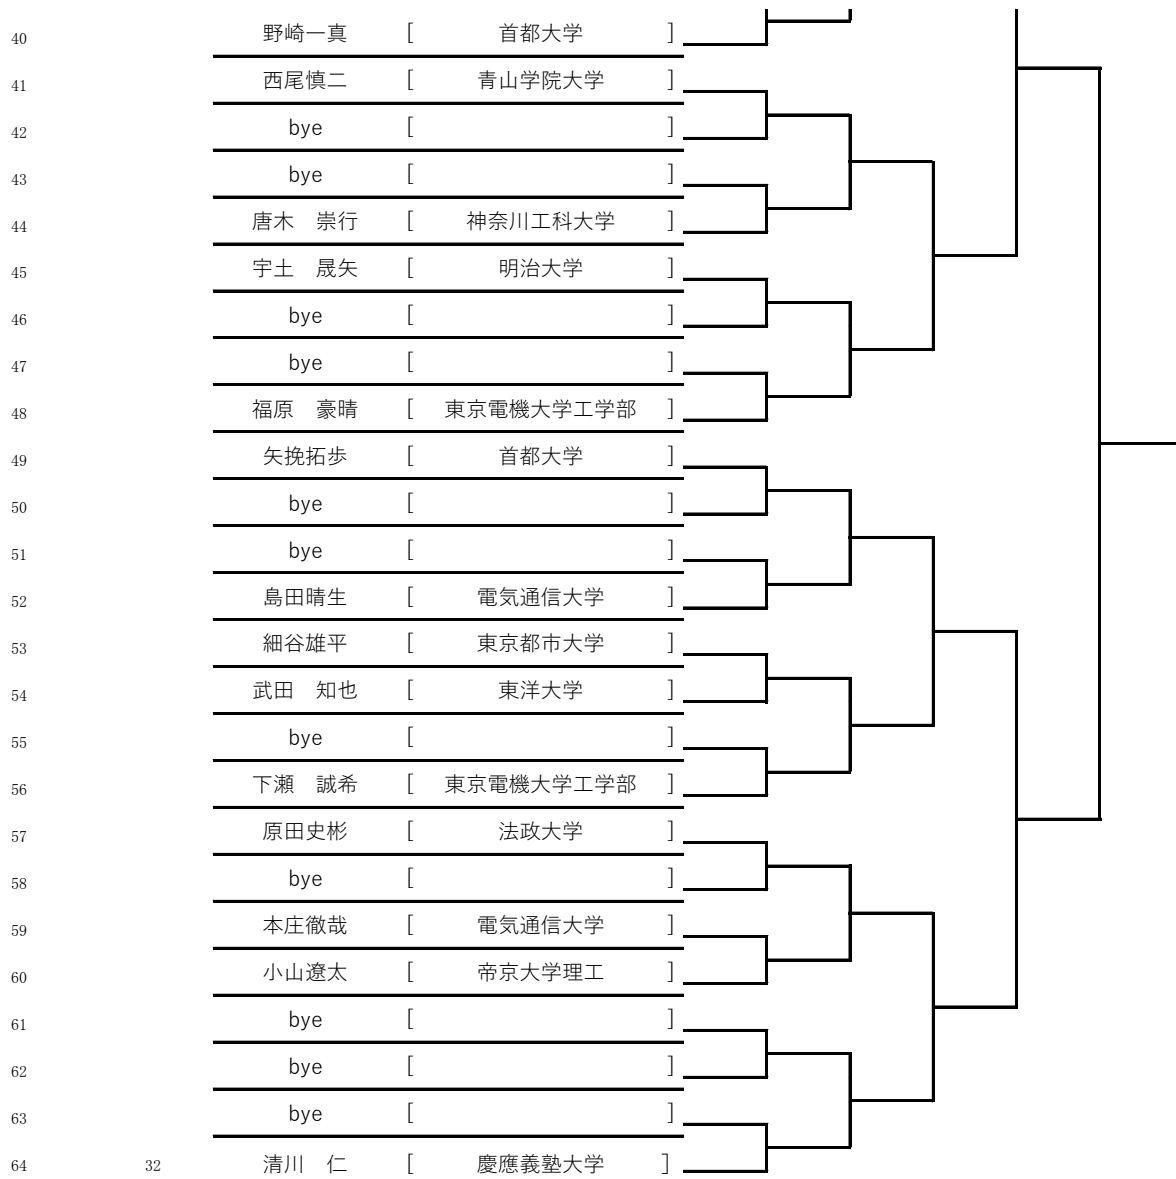 40 野崎一真 [ 首都大学 ]
41 西尾慎二 [ 青山学院大学 ]
42 bye [ ]
43 bye [ ]
44 唐木　崇行 [ 神奈川工科大学 ]
45 宇土　晟矢 [ 明治大学 ]
46 bye [ ]
47 bye [ ]
48 福原　豪晴 [ 東京電機大学工学部 ]
49 矢挽拓歩 [ 首都大学 ]
50 bye [ ]
51 bye [ ]
52 島田晴生 [ 電気通信大学 ]
53 細谷雄平 [ 東京都市大学 ]
54 武田　知也 [ 東洋大学 ]
55 bye [ ]
56 下瀬　誠希 [ 東京電機大学工学部 ]
57 原田史彬 [ 法政大学 ]
58 bye [ ]
59 本庄徹哉 [ 電気通信大学 ]
60 小山遼太 [ 帝京大学理工 ]
61 bye [ ]
62 bye [ ]
63 bye [ ]
64 32 清川　仁 [ 慶應義塾大学 ]